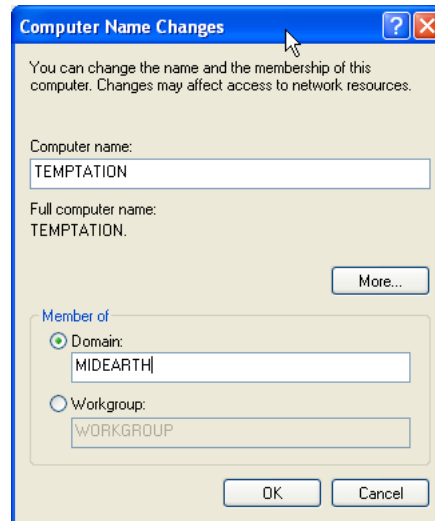 Computer Name Changes
You can change the name and the membership of this
computer. Changes may affect access to network resources.
Computer name:
TEMPTATION
Full computer name:
TEMPTATION.
More...
Member of
Domain:
MIDEARTH
Workgroup:
WORKGROUP
OK Cancel